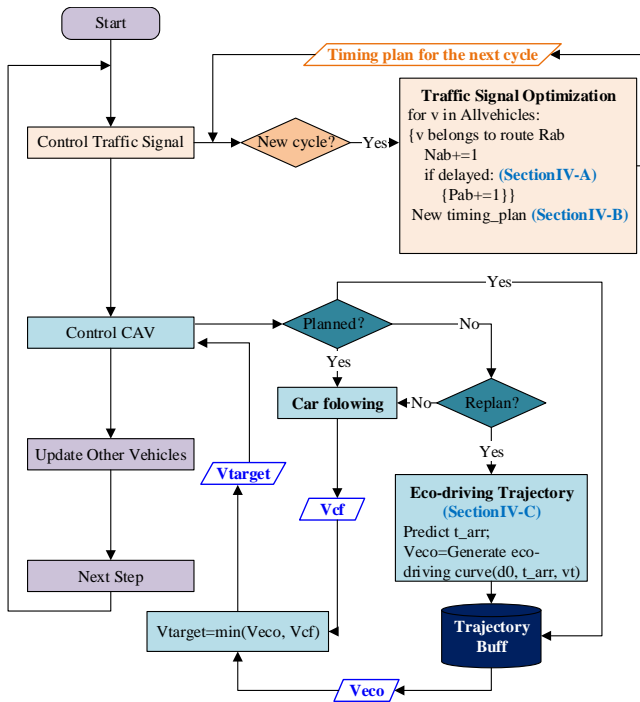 Start
Timing plan for the next cycle
Control Traffic Signal
New cycle?
Yes
Traffic Signal Optimization
for v in Allvehicles:
{v belongs to route Rab
Nab+=1
if delayed: (SectionIV-A)
{Pab+=1}}
New timing_plan (SectionIV-B)
Yes
Control CAV
Planned?
No
Yes
Car folowing
No
Replan?
Yes
Update Other Vehicles
Vtarget
Vcf
Eco-driving Trajectory
(SectionIV-C)
Predict t_arr;
Veco=Generate eco-
driving curve(d0, t_arr, vt)
Next Step
Vtarget=min(Veco, Vcf)
Trajectory
Buff
Veco